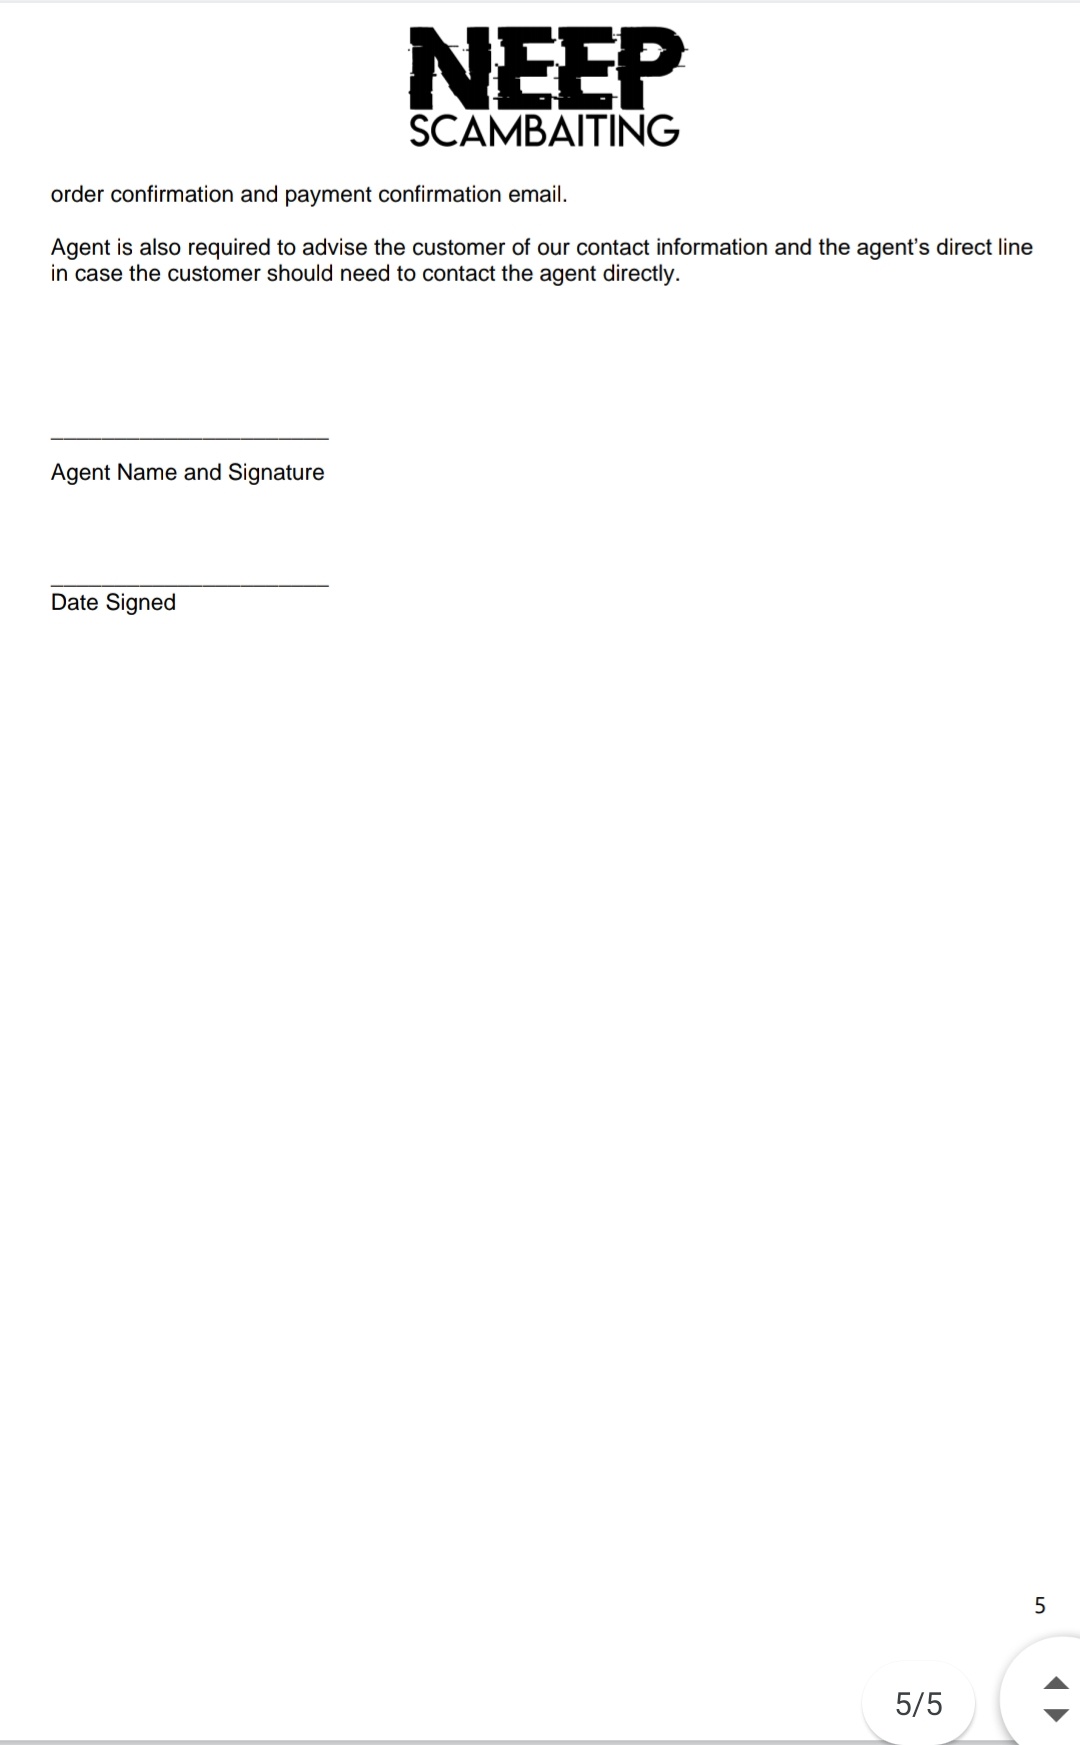 NEEP
SCAMBAITING
order confirmation and payment confirmation email.
Agent is also required to advise the customer of our contact information and the agent's direct line
in case the customer should need to contact the agent directly.
Agent Name and Signature
Date Signed
5
5/5